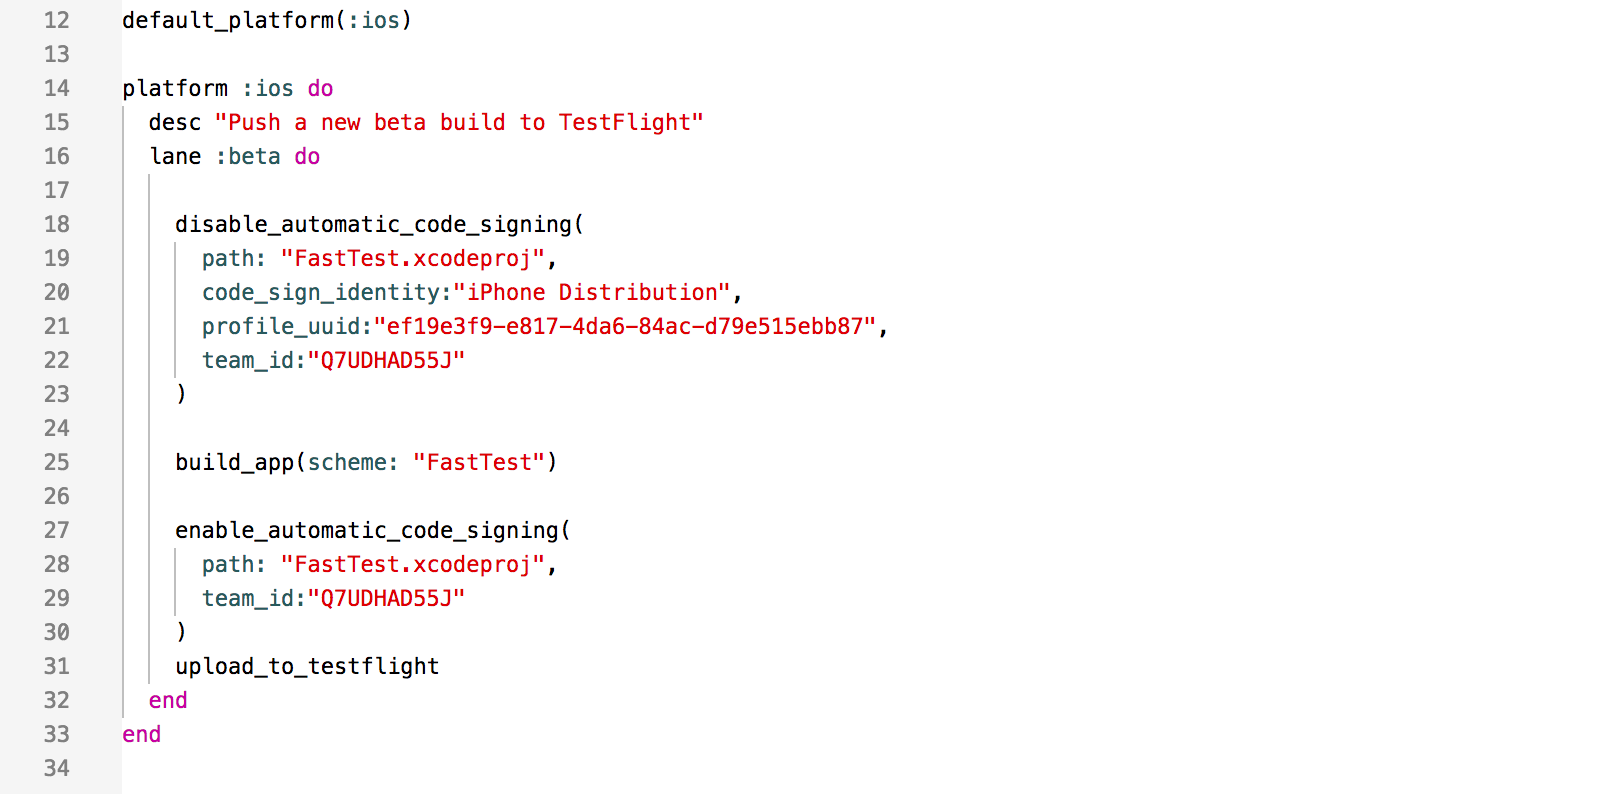 12 default_platform(:ios)
13
14 platform :ios do
15 desc "Push a new beta build to TestFlight"
16 lane :beta do
17
18 disable_automatic_code_signing(
19 path: "FastTest.xcodeproj",
20 code_sign_identity:"iPhone Distribution",
21 profile_uuid:"ef19e3f9-e817-4da6-84ac-d79e515ebb87",
22 team_id:"Q7UDHAD55J"
23 )
24
25 build_app(scheme: "FastTest")
26
27 enable_automatic_code_signing(
28 path: "FastTest.xcodeproj",
29 team_id:"Q7UDHAD55J"
30 )
31 upload_to_testflight
32 end
33 end
34